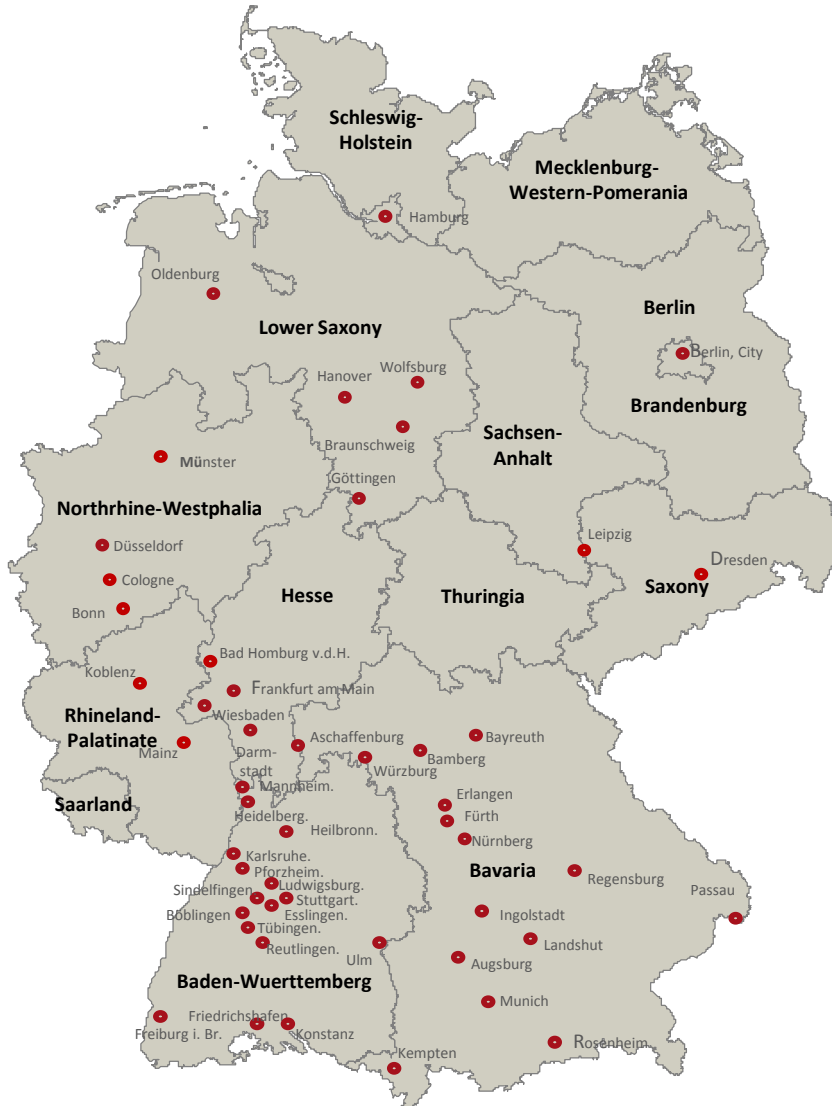 Schleswig-
Holstein
Mecklenburg-
Western-Pomerania
Hamburg
Oldenburg
Berlin
Lower Saxony
Berlin, City
Wolfsburg
Hanover
Brandenburg
Braunschweig
Sachsen-
Anhalt
Münster
Göttingen
Northrhine-Westphalia
Leipzig
Düsseldorf
Dresden
Cologne
Saxony
Hesse
Thuringia
Bonn
Bad Homburg v.d.H.
Koblenz
Frankfurt am Main
Rhineland-
Palatinate
Wiesbaden
Mainz
Darm-
stadt
Aschaffenburg
Würzburg
Bamberg
Bayreuth
Saarland
Mannheim.
Heidelberg.
Erlangen
Fürth
Heilbronn.
Nürnberg
Karlsruhe.
Pforzheim.
Bavaria
Regensburg
Ludwigsburg.
Sindelfingen
Stuttgart.
Passau
Böblingen
Esslingen.
Ingolstadt
Tübingen.
Reutlingen.
Ulm
Landshut
Augsburg
Baden-Wuerttemberg
Munich
Friedrichshafen
Freiburg i. Br.
Konstanz
Rosenheim
Kempten